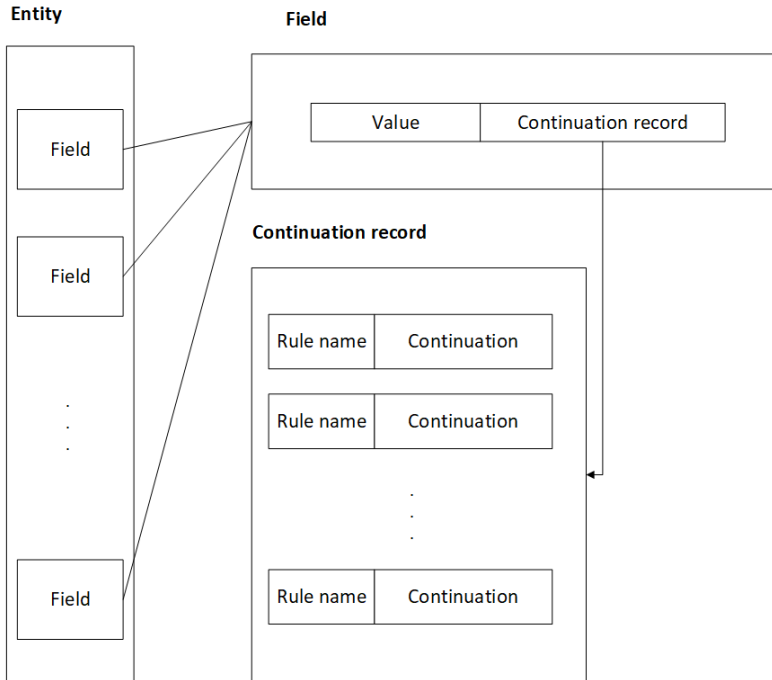 Entity
Field
Field
Field
.
.
.
Field
Field
Value Continuation record
Continuation record
Rule name Continuation
Rule name Continuation
.
.
.
Rule name Continuation